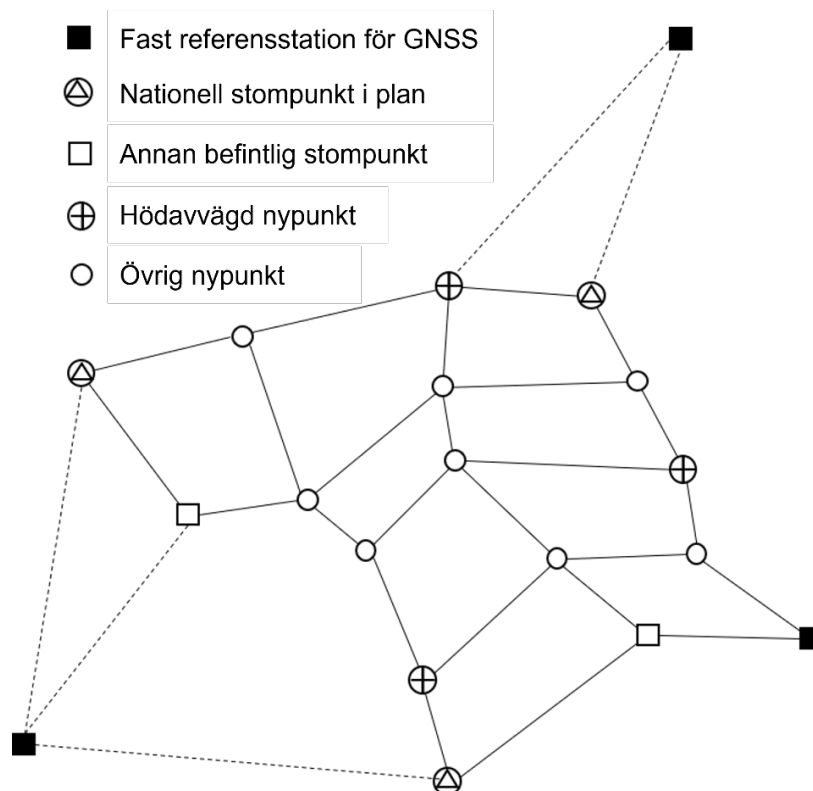 Fast referensstation för GNSS
Nationell stompunkt i plan
Annan befintlig stompunkt
Hödavvägd nypunkt
Övrig nypunkt